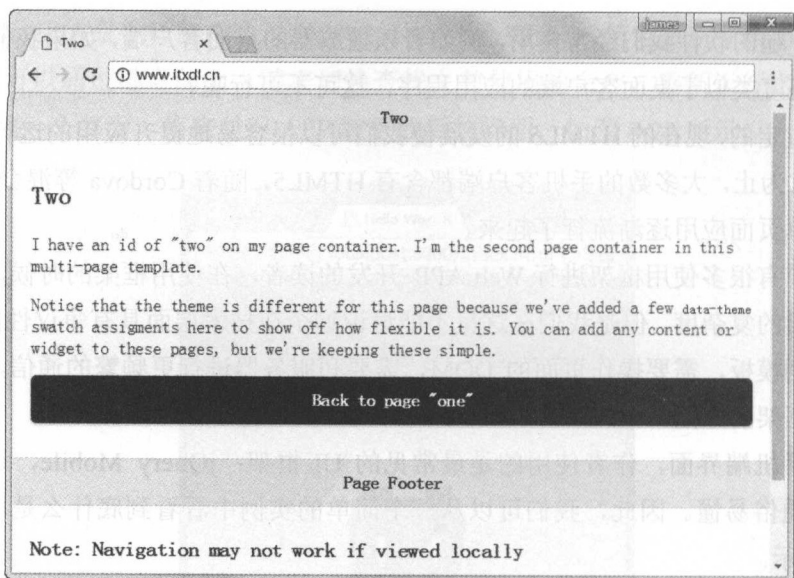 james
Two
www.itxdl.cn
Two
Two
I have an id of "two" on my page container. I'm the second page container in this
multi-page template.
Notice that the theme is different for this page because we've added a few data-theme
swatch assigments here to show off how flexible it is. You can add any content or
widget to these pages, but we're keeping these simple.
Back to page "one"
Page Footer
Note: Navigation may not work if viewed locally